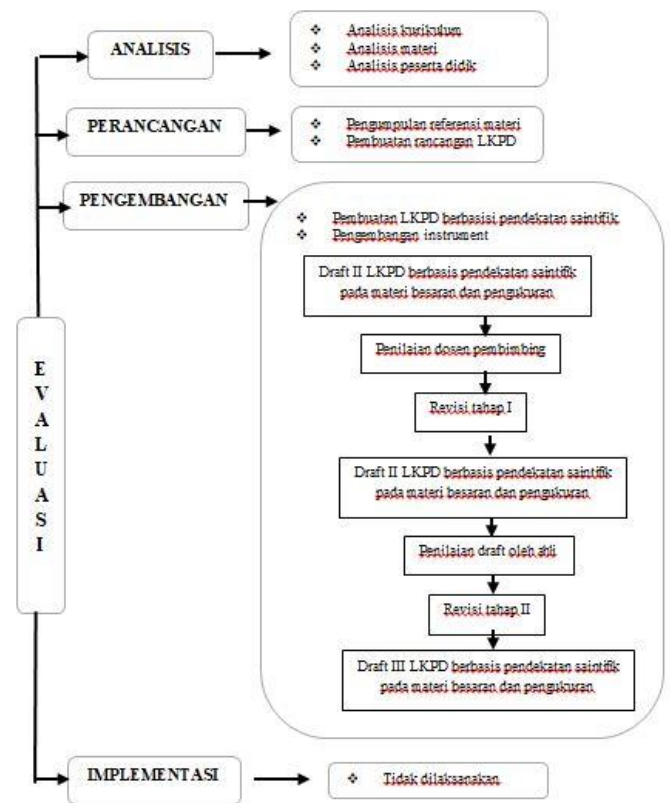 ANALISIS
❖ Analisis kurikulum
❖ Analisis materi
❖ Analisis peserta didik
PERANCANGAN
❖ Pengumpulan referensi materi
❖ Pembuatan rancangan LKPD
PENGEMBANGAN
❖ Pembuatan LKPD berbasisi pendekatan saintifik
❖ Pengembangan instrument
Draft II LKPD berbasis pendekatan saintifik
pada materi besaran dan pengukuran
Penilaian dosen pembimbing
Revisi tahap I
Draft II LKPD berbasis pendekatan saintifik
pada materi besaran dan pengukuran
Penilaian draft oleh ahli
Revisi tahap II
Draft III LKPD berbasis pendekatan saintifik
pada materi besaran dan pengukuran
E
V
A
L
U
A
S
I
IMPLEMENTASI
❖ Tidak dilaksanakan